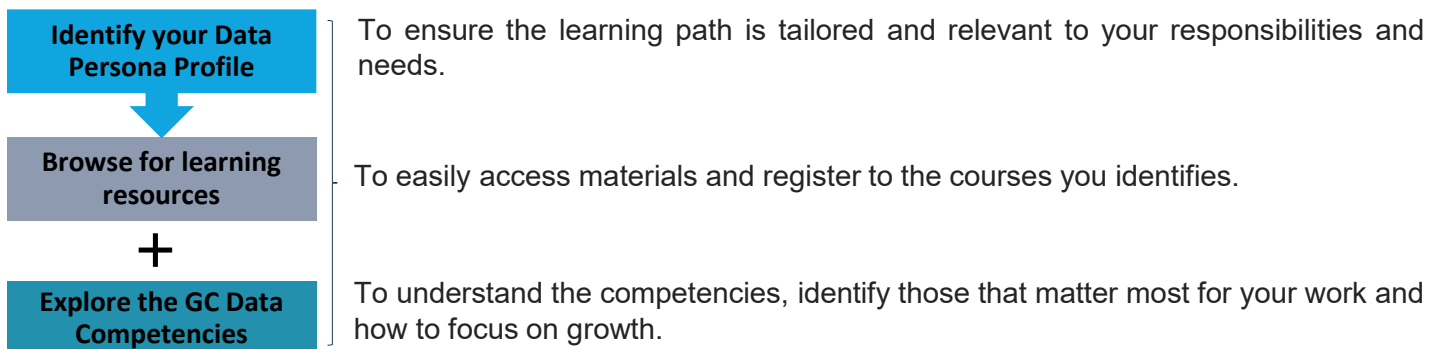 Identify your Data
Persona Profile
To ensure the learning path is tailored and relevant to your responsibilities and
needs.
Browse for learning
resources
To easily access materials and register to the courses you identifies.
+
Explore the GC Data
Competencies
To understand the competencies, identify those that matter most for your work and
how to focus on growth.